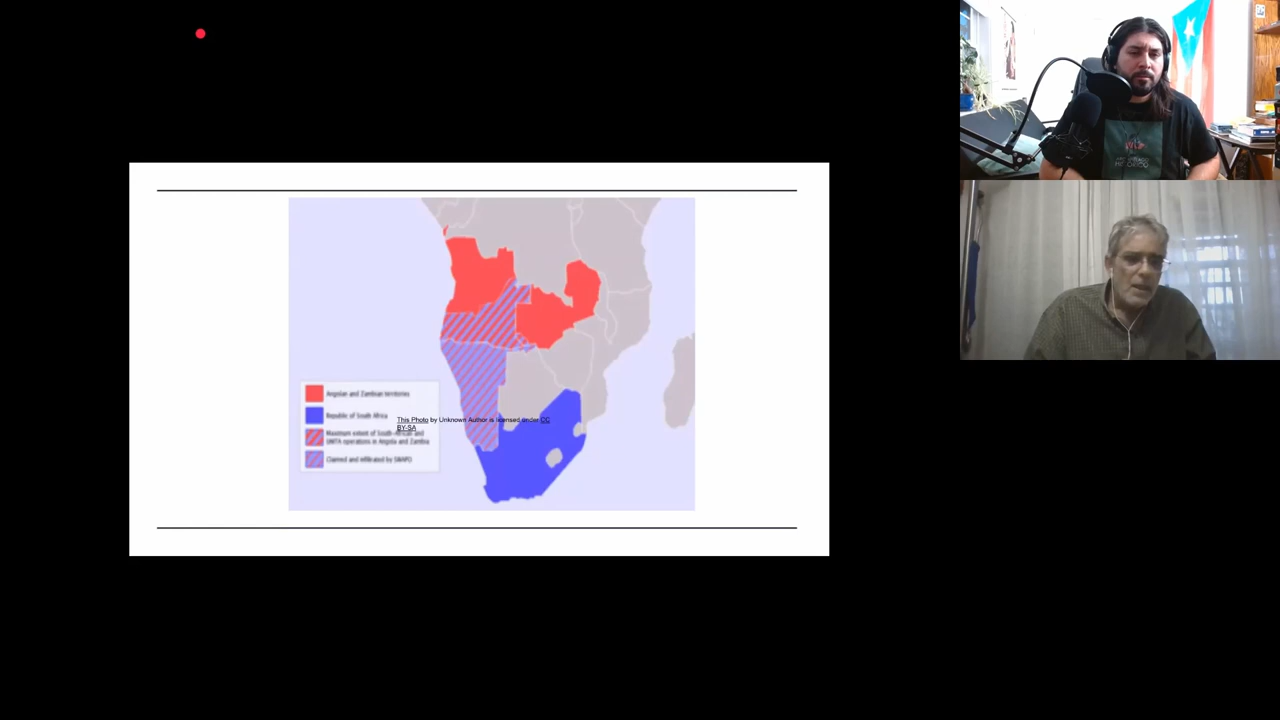 Angolan and Zambian territories
Republic of South Africa
Maximum extent of South-African and
UNITA operations in Angola and Zambia
Claimed and infiltrated by SWAPO
This Photo by Unknown Author is licensed under CC
BY-SA